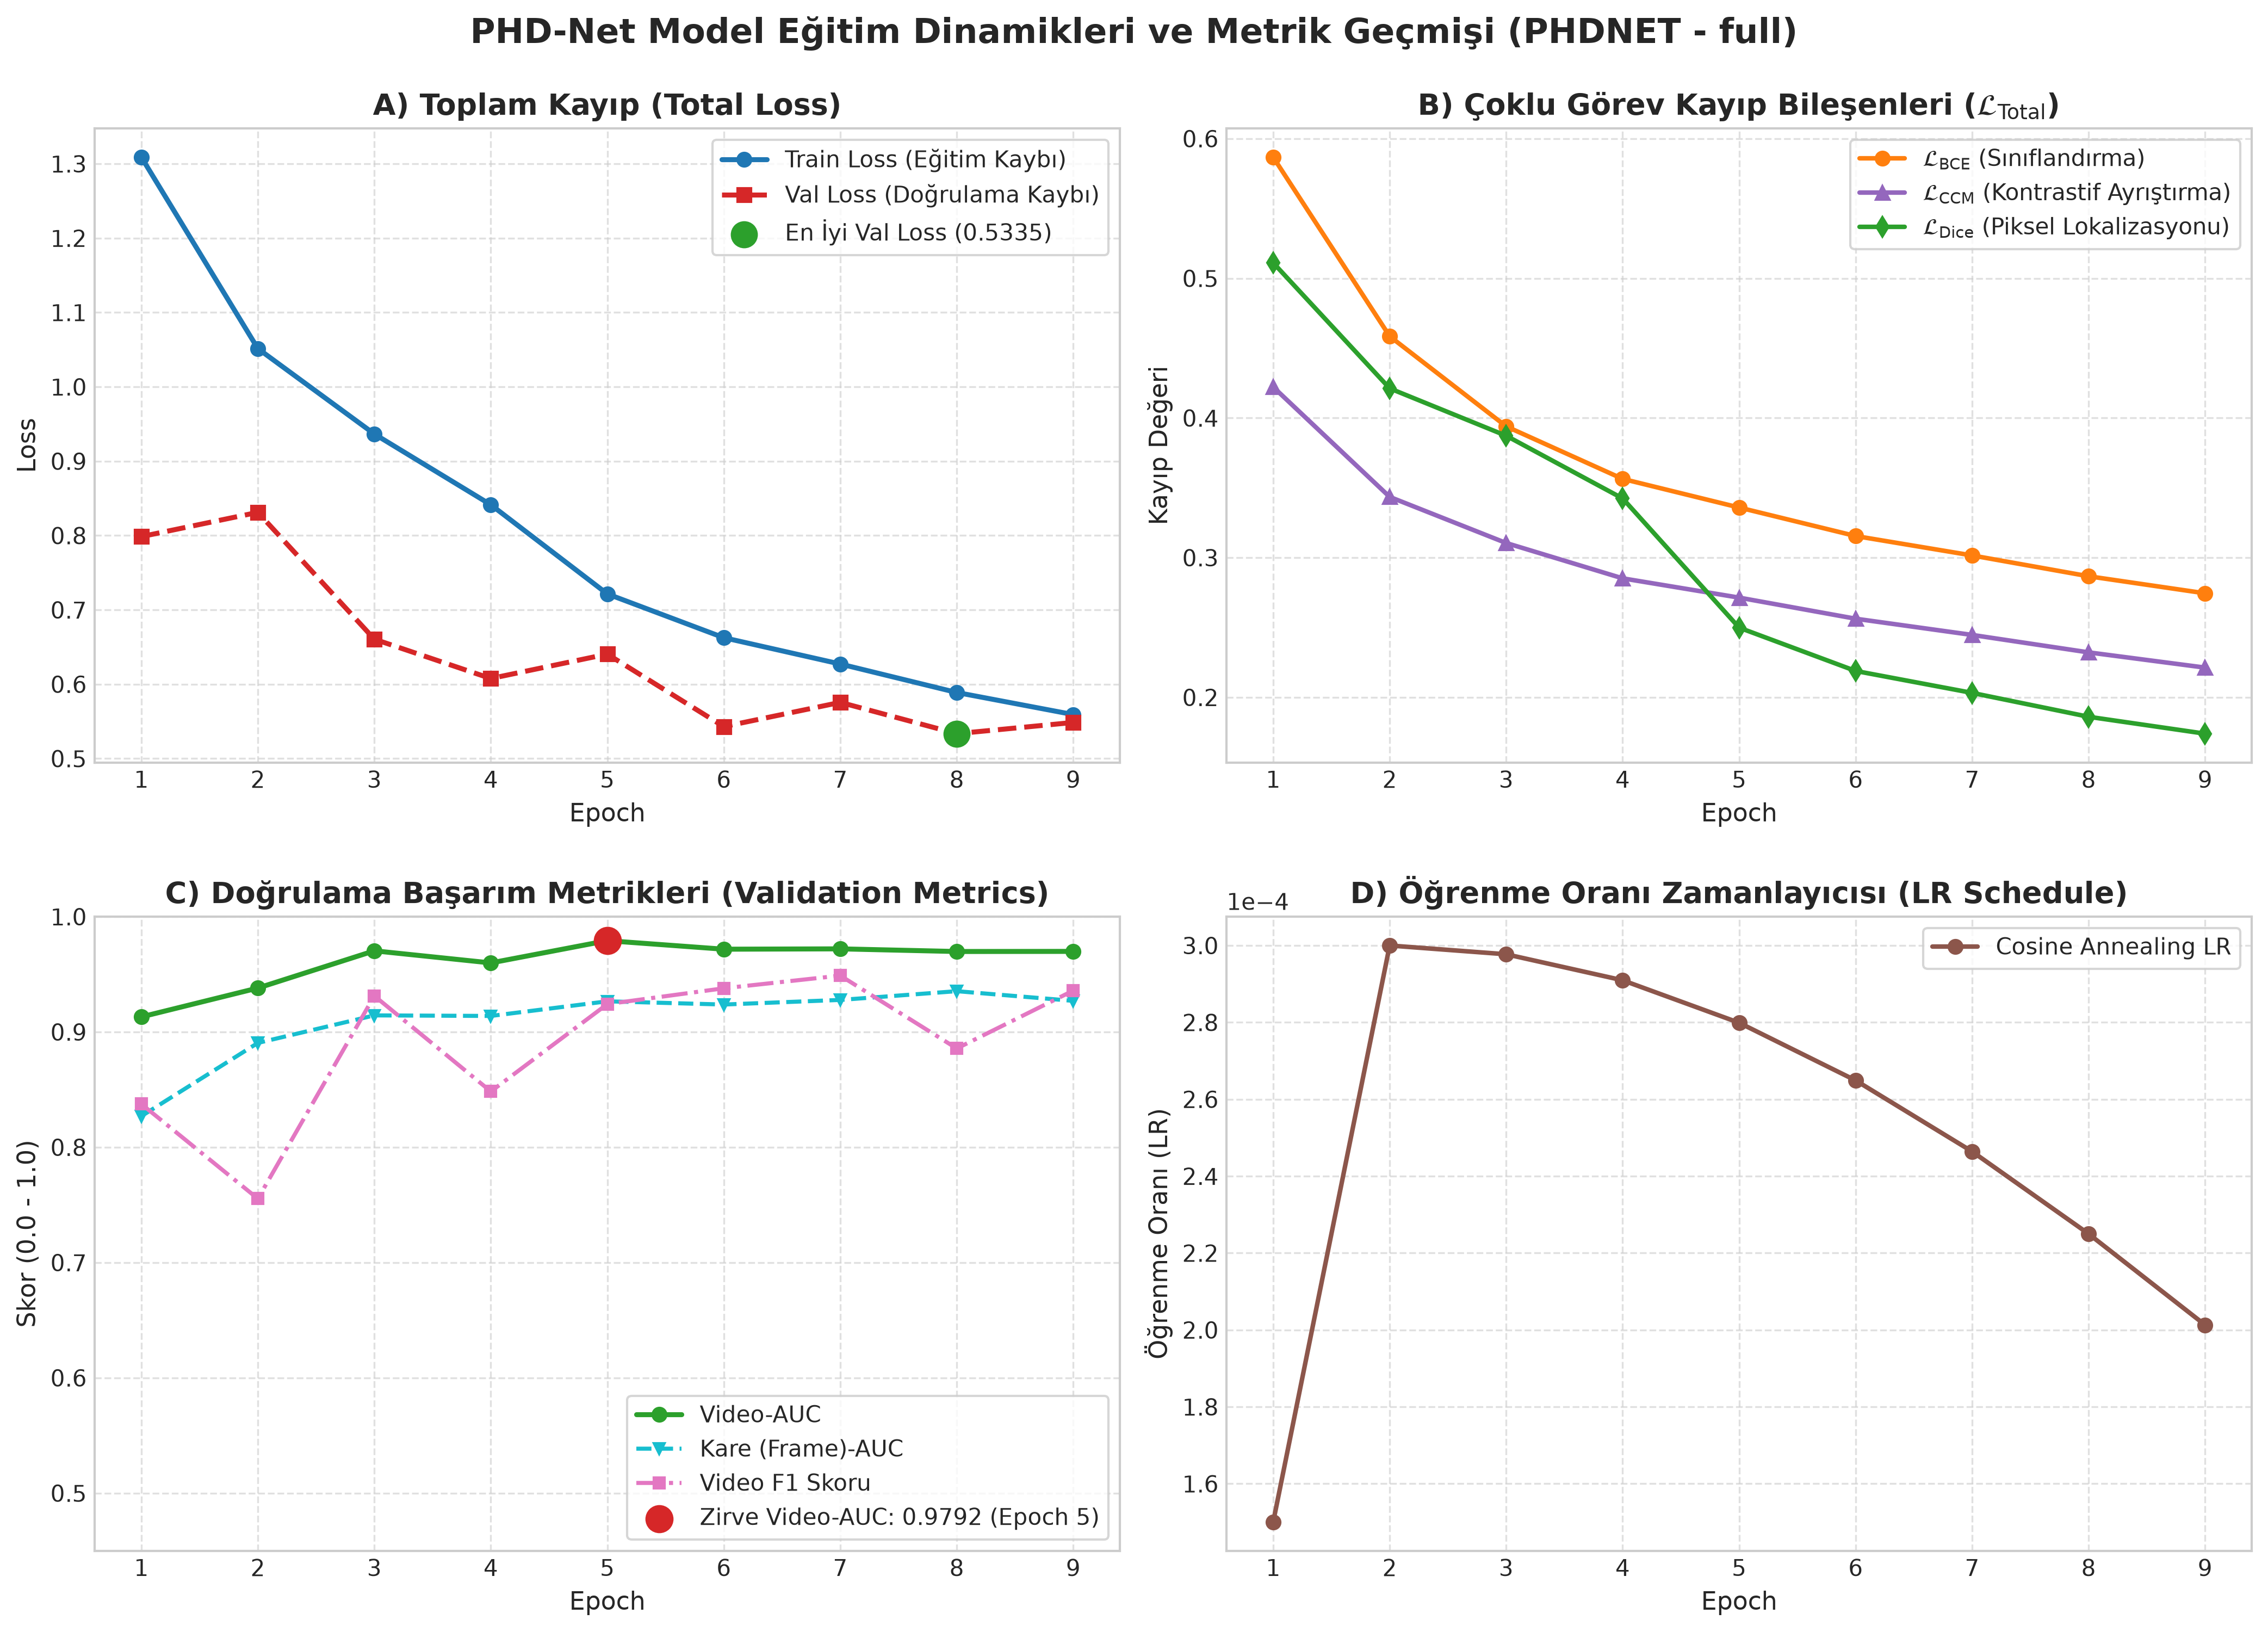 PHD-Net Model Eğitim Dinamikleri ve Metrik Geçmişi (PHDNET - full)
A) Toplam Kayıp (Total Loss)
Train Loss (Eğitim Kaybı)
Val Loss (Doğrulama Kaybı)
En İyi Val Loss (0.5335)
Loss
1.3
1.2
1.1
1.0
0.9
0.8
0.7
0.6
0.5
1 2 3 4 5 6 7 8 9
Epoch
B) Çoklu Görev Kayıp Bileşenleri (ℒTotal)
ℒBCE (Sınıflandırma)
ℒCCM (Kontrastif Ayrıştırma)
ℒDice (Piksel Lokalizasyonu)
Kayıp Değeri
0.6
0.5
0.4
0.3
0.2
1 2 3 4 5 6 7 8 9
Epoch
C) Doğrulama Başarım Metrikleri (Validation Metrics)
Skor (0.0 - 1.0)
1.0
0.9
0.8
0.7
0.6
0.5
Video-AUC
Kare (Frame)-AUC
Video F1 Skoru
Zirve Video-AUC: 0.9792 (Epoch 5)
1 2 3 4 5 6 7 8 9
Epoch
D) Öğrenme Oranı Zamanlayıcısı (LR Schedule)
1e−4
Cosine Annealing LR
Öğrenme Oranı (LR)
3.0
2.8
2.6
2.4
2.2
2.0
1.8
1.6
1 2 3 4 5 6 7 8 9
Epoch